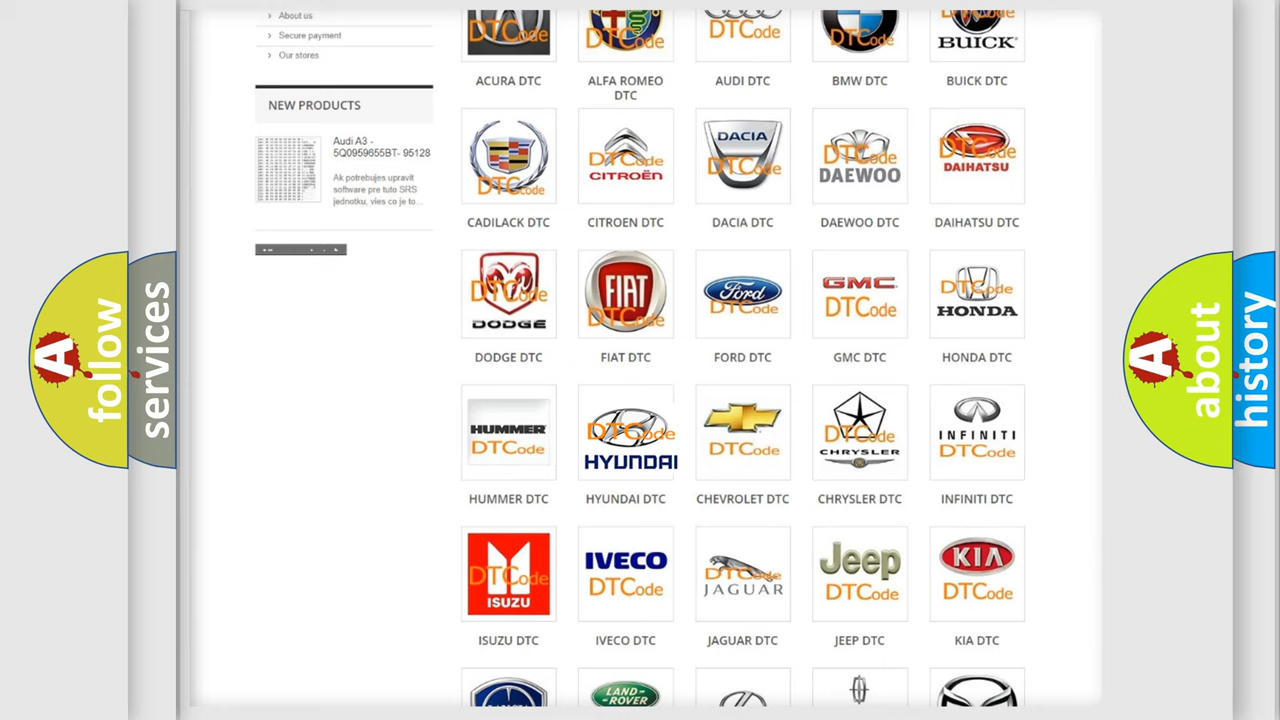 About us
Secure payment
Our stores
NEW PRODUCTS
Audi A3 -
5Q0959655BT- 95128
Ak potrebujes upravit
software pre tuto SRS
jednotku, vies co je to...
DTCode DTCode DTCode DTCode BUICK
ACURA DTC ALFA ROMEO DTC AUDI DTC BMW DTC BUICK DTC
DTCode DTCode CITROËN DACIA DTCode DTCode DAEWOO DTCode DAIHATSU
CADILACK DTC CITROEN DTC DACIA DTC DAEWOO DTC DAIHATSU DTC
DTCode DODGE FIAT DTCode Ford DTCode GMC DTCode DTCode HONDA
DODGE DTC FIAT DTC FORD DTC GMC DTC HONDA DTC
HUMMER DTCode DTCode HYUNDAI DTCode DTCode CHRYSLER INFINITI DTCode
HUMMER DTC HYUNDAI DTC CHEVROLET DTC CHRYSLER DTC INFINITI DTC
DTCode ISUZU IVECO DTCode DTCode JAGUAR Jeep DTCode KIA DTCode
ISUZU DTC IVECO DTC JAGUAR DTC JEEP DTC KIA DTC
LAND-ROVER
A follow
services
A about
history